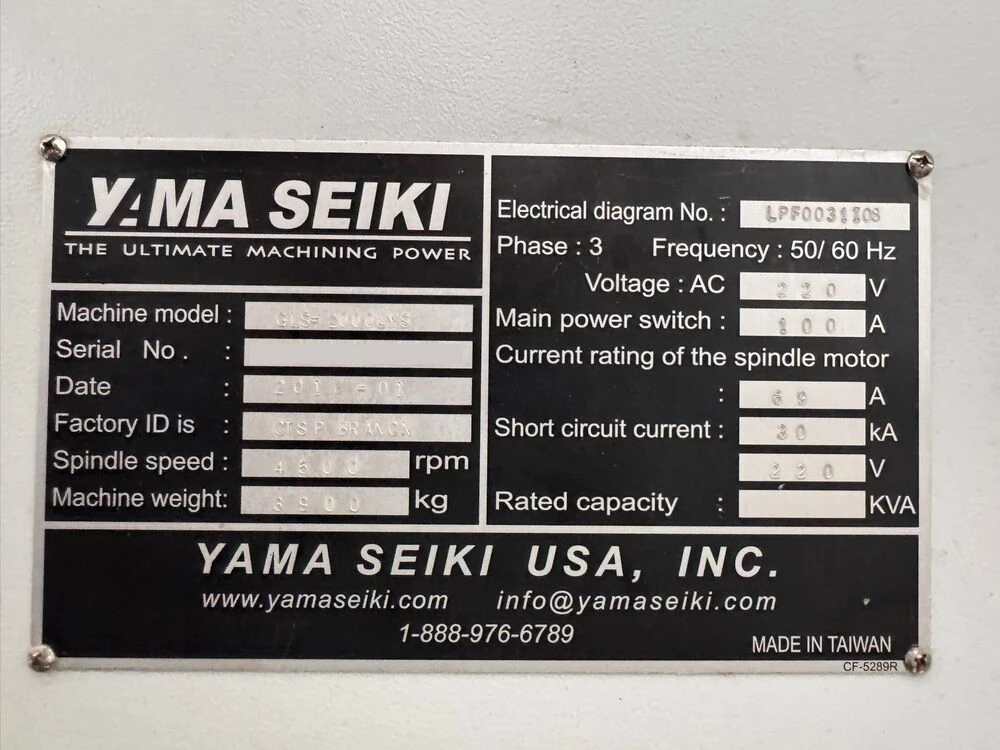 YAMA SEIKI
THE ULTIMATE MACHINING POWER
Machine model :
Serial No. :
Date :
Factory ID is :
Spindle speed : 4500 rpm
Machine weight: kg
Electrical diagram No. :
Phase : 3 Frequency : 50/ 60 Hz
Voltage : AC 220 V
Main power switch : 100 A
Current rating of the spindle motor
: 69 A
Short circuit current : 30 kA
220 V
Rated capacity : KVA
YAMA SEIKI USA, INC.
www.yamaseiki.com info@yamaseiki.com
1-888-976-6789
MADE IN TAIWAN
CF-5289R